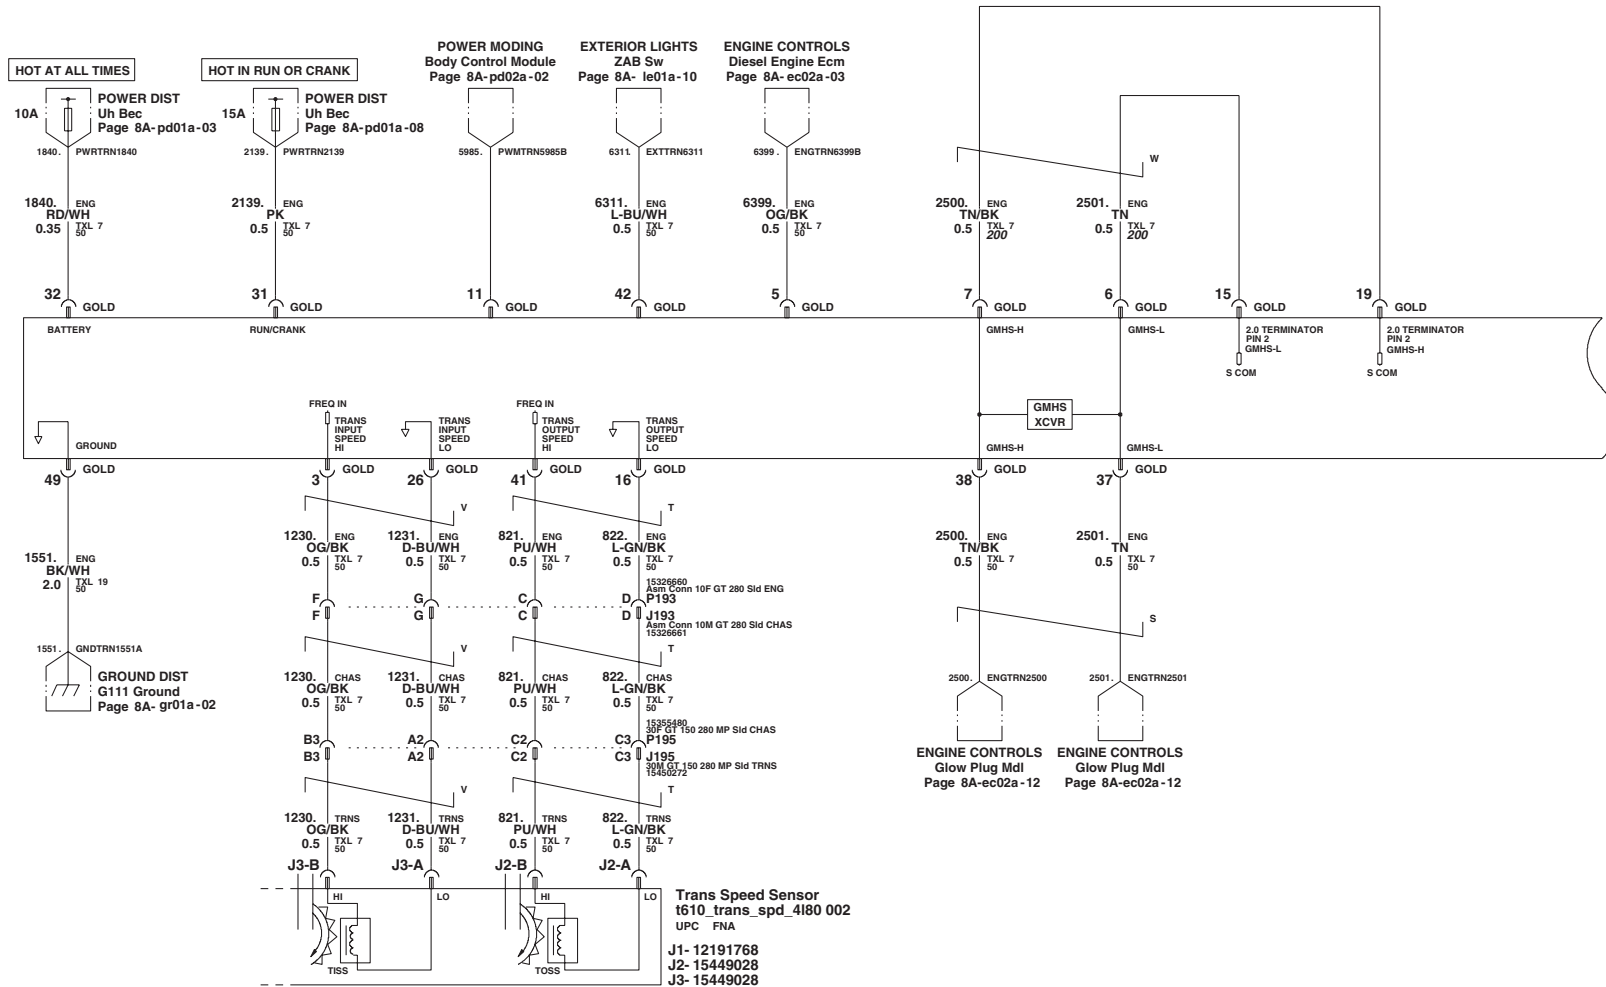 HOT AT ALL TIMES
10A
POWER DIST
Uh Bec
Page 8A-pd01a-03
1840. PWRTRN1840
HOT IN RUN OR CRANK
15A
POWER DIST
Uh Bec
Page 8A-pd01a-08
2139. PWRTRN2139
POWER MODING
Body Control Module
Page 8A-pd02a-02
5985. PWMTRN5985B
EXTERIOR LIGHTS
ZAB Sw
Page 8A- le01a-10
6311. EXTTRN6311
ENGINE CONTROLS
Diesel Engine Ecm
Page 8A- ec02a-03
6399. ENGTRN6399B
W
1840. ENG
RD/WH
0.35 TXL 7
50
2139. ENG
PK
0.5 TXL 7
50
6311. ENG
L-BU/WH
0.5 TXL 7
50
6399. ENG
OG/BK
0.5 TXL 7
50
2500. ENG
TN/BK
0.5 TXL 7
200
2501. ENG
TN
0.5 TXL 7
200
32 GOLD
31 GOLD
11 GOLD
42 GOLD
5 GOLD
7 GOLD
6 GOLD
15 GOLD
19 GOLD
BATTERY
RUN/CRANK
GMHS-H
GMHS-L
2.0 TERMINATOR
PIN 2
GMHS-L
S COM
2.0 TERMINATOR
PIN 2
GMHS-H
S COM
GROUND
FREQ IN
TRANS
INPUT
SPEED
HI
TRANS
INPUT
SPEED
LO
FREQ IN
TRANS
OUTPUT
SPEED
HI
TRANS
OUTPUT
SPEED
LO
GMHS
XCVR
GMHS-H
GMHS-L
49 GOLD
3 GOLD
26 GOLD
41 GOLD
16 GOLD
38 GOLD
37 GOLD
V
T
1551. ENG
BK/WH
2.0 TXL 19
50
1230. ENG
OG/BK
0.5 TXL 7
50
1231. ENG
D-BU/WH
0.5 TXL 7
50
821. ENG
PU/WH
0.5 TXL 7
50
822. ENG
L-GN/BK
0.5 TXL 7
50
2500. ENG
TN/BK
0.5 TXL 7
50
2501. ENG
TN
0.5 TXL 7
50
15326660
Asm Conn 10F GT 280 Sld ENG
F G C D P193
F G C D J193
Asm Conn 10M GT 280 Sld CHAS
15326661
S
V
T
1551. GNDTRN1551A
GROUND DIST
G111 Ground
Page 8A- gr01a-02
1230. CHAS
OG/BK
0.5 TXL 7
50
1231. CHAS
D-BU/WH
0.5 TXL 7
50
821. CHAS
PU/WH
0.5 TXL 7
50
822. CHAS
L-GN/BK
0.5 TXL 7
50
2500. ENGTRN2500
2501. ENGTRN2501
15355480
30F GT 150 280 MP Sld CHAS
B3 A2 C2 C3 P195
B3 A2 C2 C3 J195
30M GT 150 280 MP Sld TRNS
15450272
ENGINE CONTROLS
Glow Plug Mdl
Page 8A-ec02a-12
ENGINE CONTROLS
Glow Plug Mdl
Page 8A-ec02a-12
V
T
1230. TRNS
OG/BK
0.5 TXL 7
50
1231. TRNS
D-BU/WH
0.5 TXL 7
50
821. TRNS
PU/WH
0.5 TXL 7
50
822. TRNS
L-GN/BK
0.5 TXL 7
50
J3-B J3-A J2-B J2-A
HI LO HI LO
TISS TOSS
Trans Speed Sensor
t610_trans_spd_4l80 002
UPC FNA
J1- 12191768
J2- 15449028
J3- 15449028